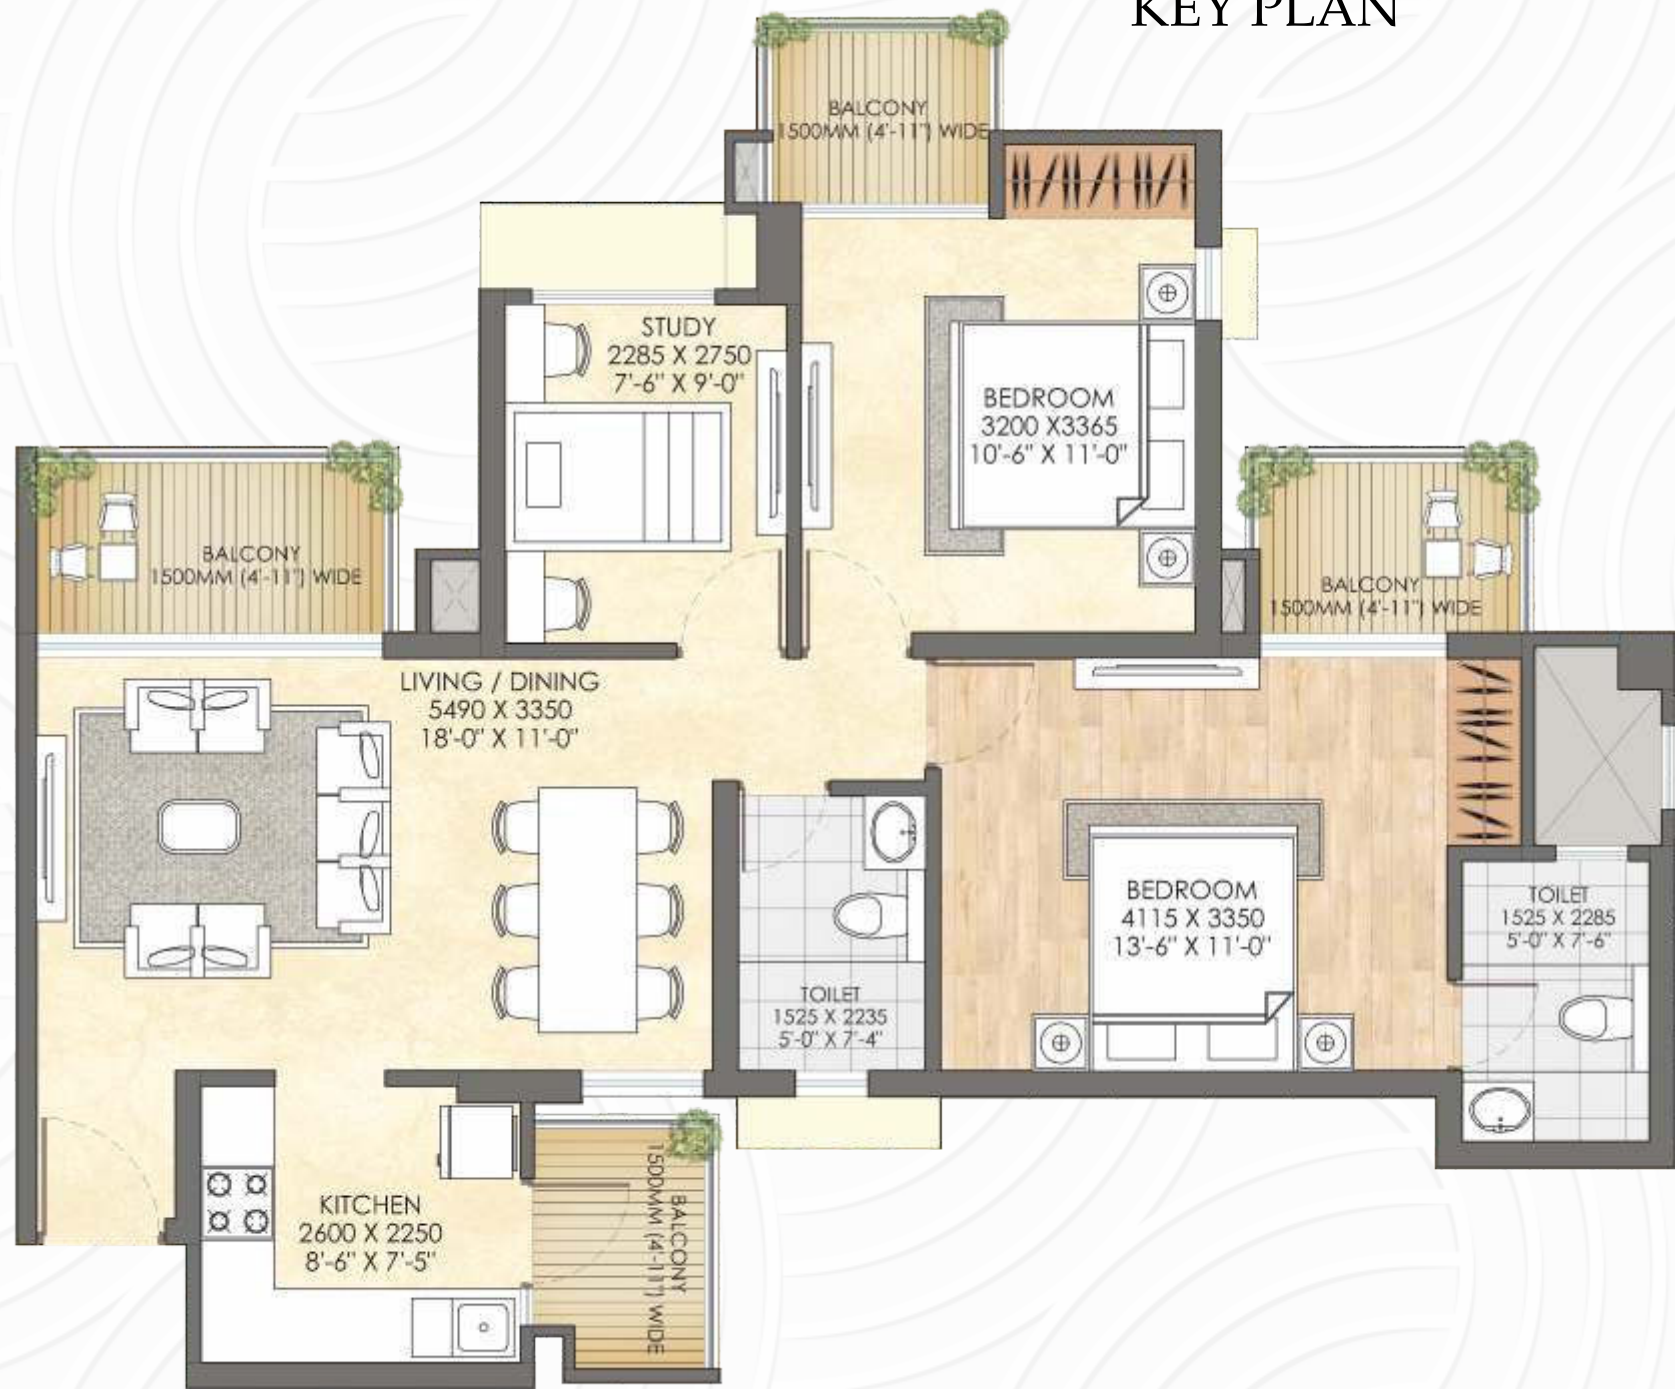 KEY PLAN
BALCONY
1500MM (4'-11") WIDE
STUDY
2285 X 2750
7'-6" X 9'-0"
BEDROOM
3200 X3365
10'-6" X 11'-0"
BALCONY
1500MM (4'-11") WIDE
BALCONY
1500MM (4'-11") WIDE
LIVING / DINING
5490 X 3350
18'-0" X 11'-0"
BEDROOM
4115 X 3350
13'-6" X 11'-0"
TOILET
1525 X 2285
5'-0" X 7'-6"
TOILET
1525 X 2235
5'-0" X 7'-4"
KITCHEN
2600 X 2250
8'-6" X 7'-5"
BALCONY
1500MM (4'-11") WIDE